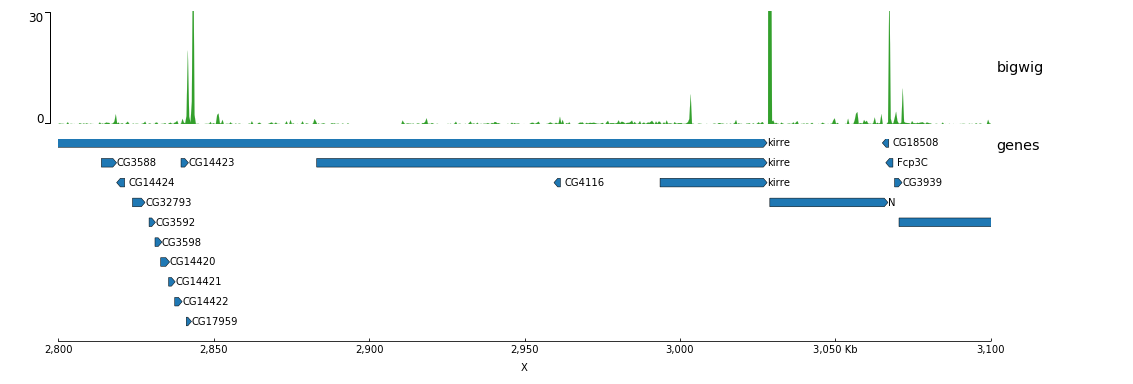 30
bigwig
0
kirre CG18508
genes
CG3588 CG14423 kirre Fcp3C
CG14424 CG4116 kirre CG3939
CG32793 N
CG3592
CG3598
CG14420
CG14421
CG14422
CG17959
2,800 2,850 2,900 2,950 3,000 3,050 Kb 3,100
X